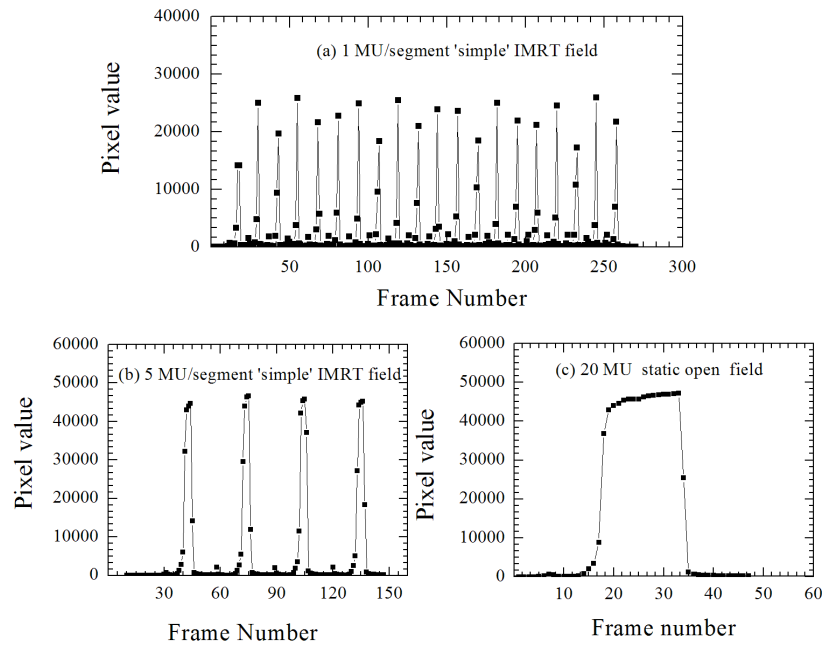 (a) 1 MU/segment 'simple' IMRT field
Pixel value
40000
30000
20000
10000
0
50 100 150 200 250 300
Frame Number
(b) 5 MU/segment 'simple' IMRT field
Pixel value
60000
50000
40000
30000
20000
10000
0
30 60 90 120 150
Frame Number
(c) 20 MU static open field
Pixel value
60000
50000
40000
30000
20000
10000
0
10 20 30 40 50 60
Frame number